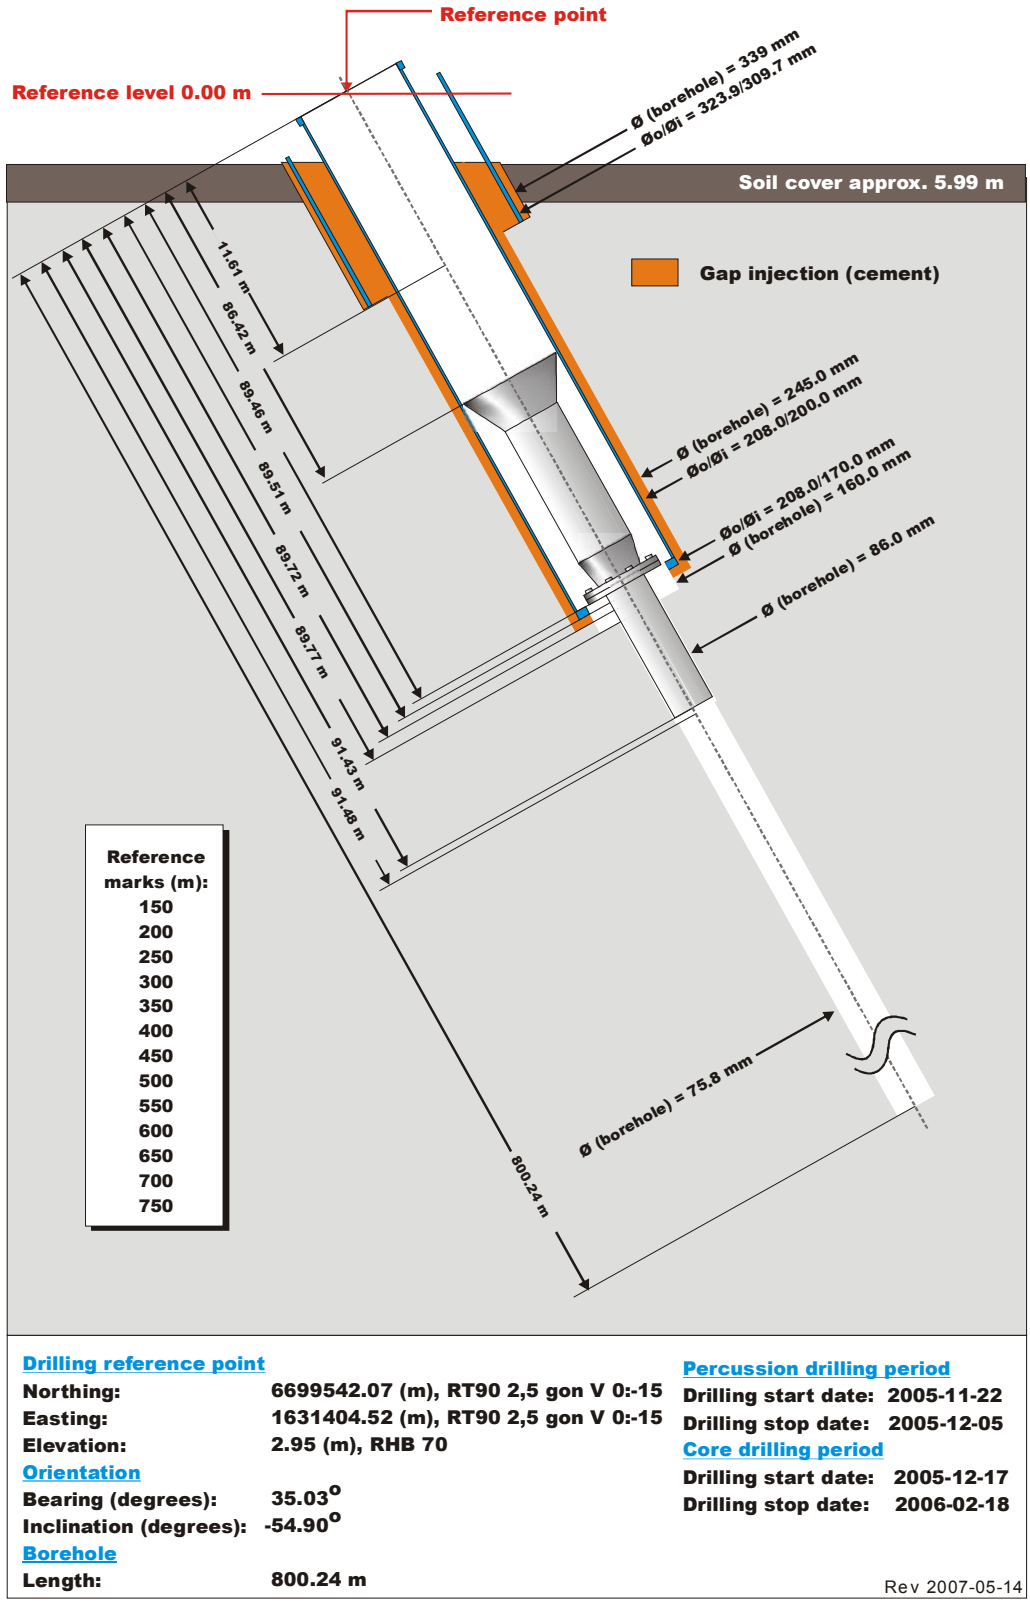 Reference point
Reference level 0.00 m
Ø (borehole) = 339 mm
Øo/Øi = 323.9/309.7 mm
Soil cover approx. 5.99 m
Gap injection (cement)
11.61 m
86.42 m
89.46 m
89.51 m
89.72 m
89.77 m
91.43 m
91.48 m
800.24 m
Ø (borehole) = 245.0 mm
Øo/Øi = 208.0/200.0 mm
Øo/Øi = 208.0/170.0 mm
Ø (borehole) = 160.0 mm
Ø (borehole) = 86.0 mm
Ø (borehole) = 75.8 mm
Reference
marks (m):
150
200
250
300
350
400
450
500
550
600
650
700
750
Drilling reference point
Northing: 6699542.07 (m), RT90 2,5 gon V 0:-15
Easting: 1631404.52 (m), RT90 2,5 gon V 0:-15
Elevation: 2.95 (m), RHB 70
Orientation
Bearing (degrees): 35.03°
Inclination (degrees): -54.90°
Borehole
Length: 800.24 m
Percussion drilling period
Drilling start date: 2005-11-22
Drilling stop date: 2005-12-05
Core drilling period
Drilling start date: 2005-12-17
Drilling stop date: 2006-02-18
Rev 2007-05-14